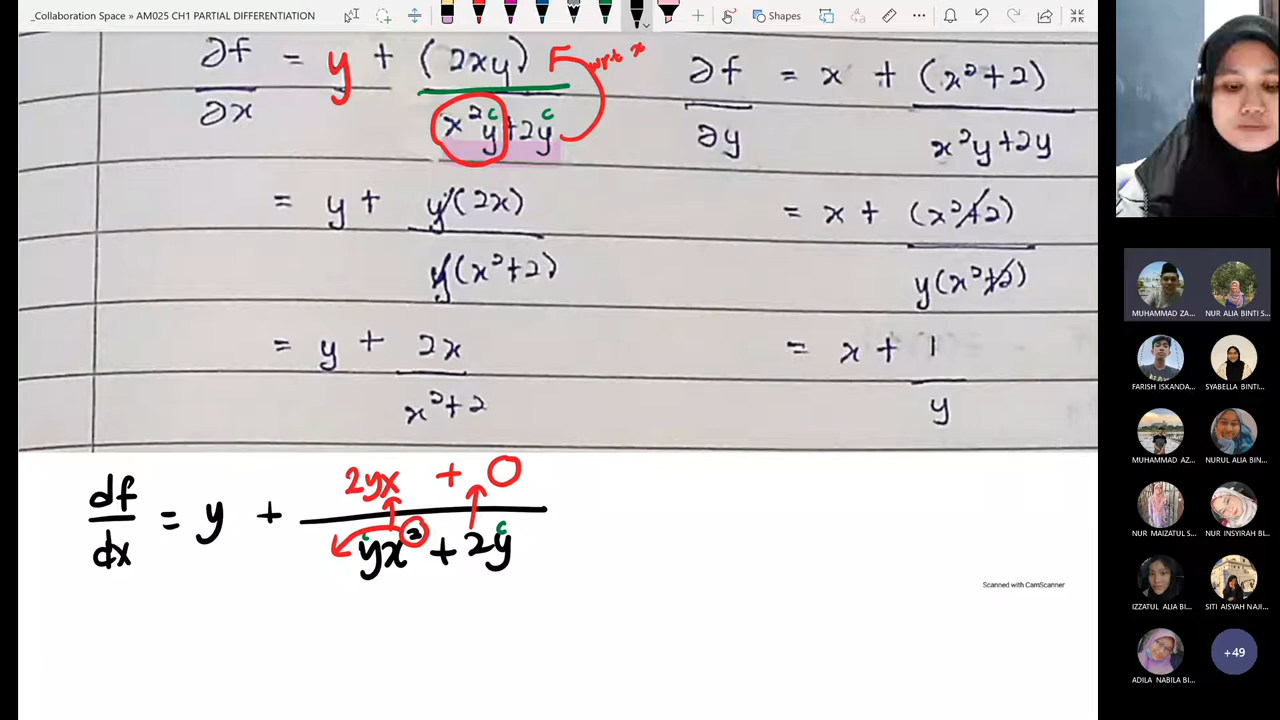 _Collaboration Space » AM025 CH1 PARTIAL DIFFERENTIATION
Shapes
∂f/∂x = y + (2xy)/(x²y+2y)
wrt x
c c
= y + y(2x)/y(x²+2)
= y + 2x/x²+2
∂f/∂y = x + (x²+2)/x²y+2y
= x + (x²+2)/y(x²+2)
= x + 1/y
df/dx = y + 2yx + 0/yx² + 2y
c c
Scanned with CamScanner
MUHAMMAD ZA...
NUR ALIA BINTI S...
FARISH ISKANDA...
SYABELLA BINTI...
MUHAMMAD AZ...
NURUL ALIA BIN...
NUR MAIZATUL S...
NUR INSYIRAH BI...
IZZATUL ALIA BI...
SITI AISYAH NAJI...
ADILA NABILA BI...
+49